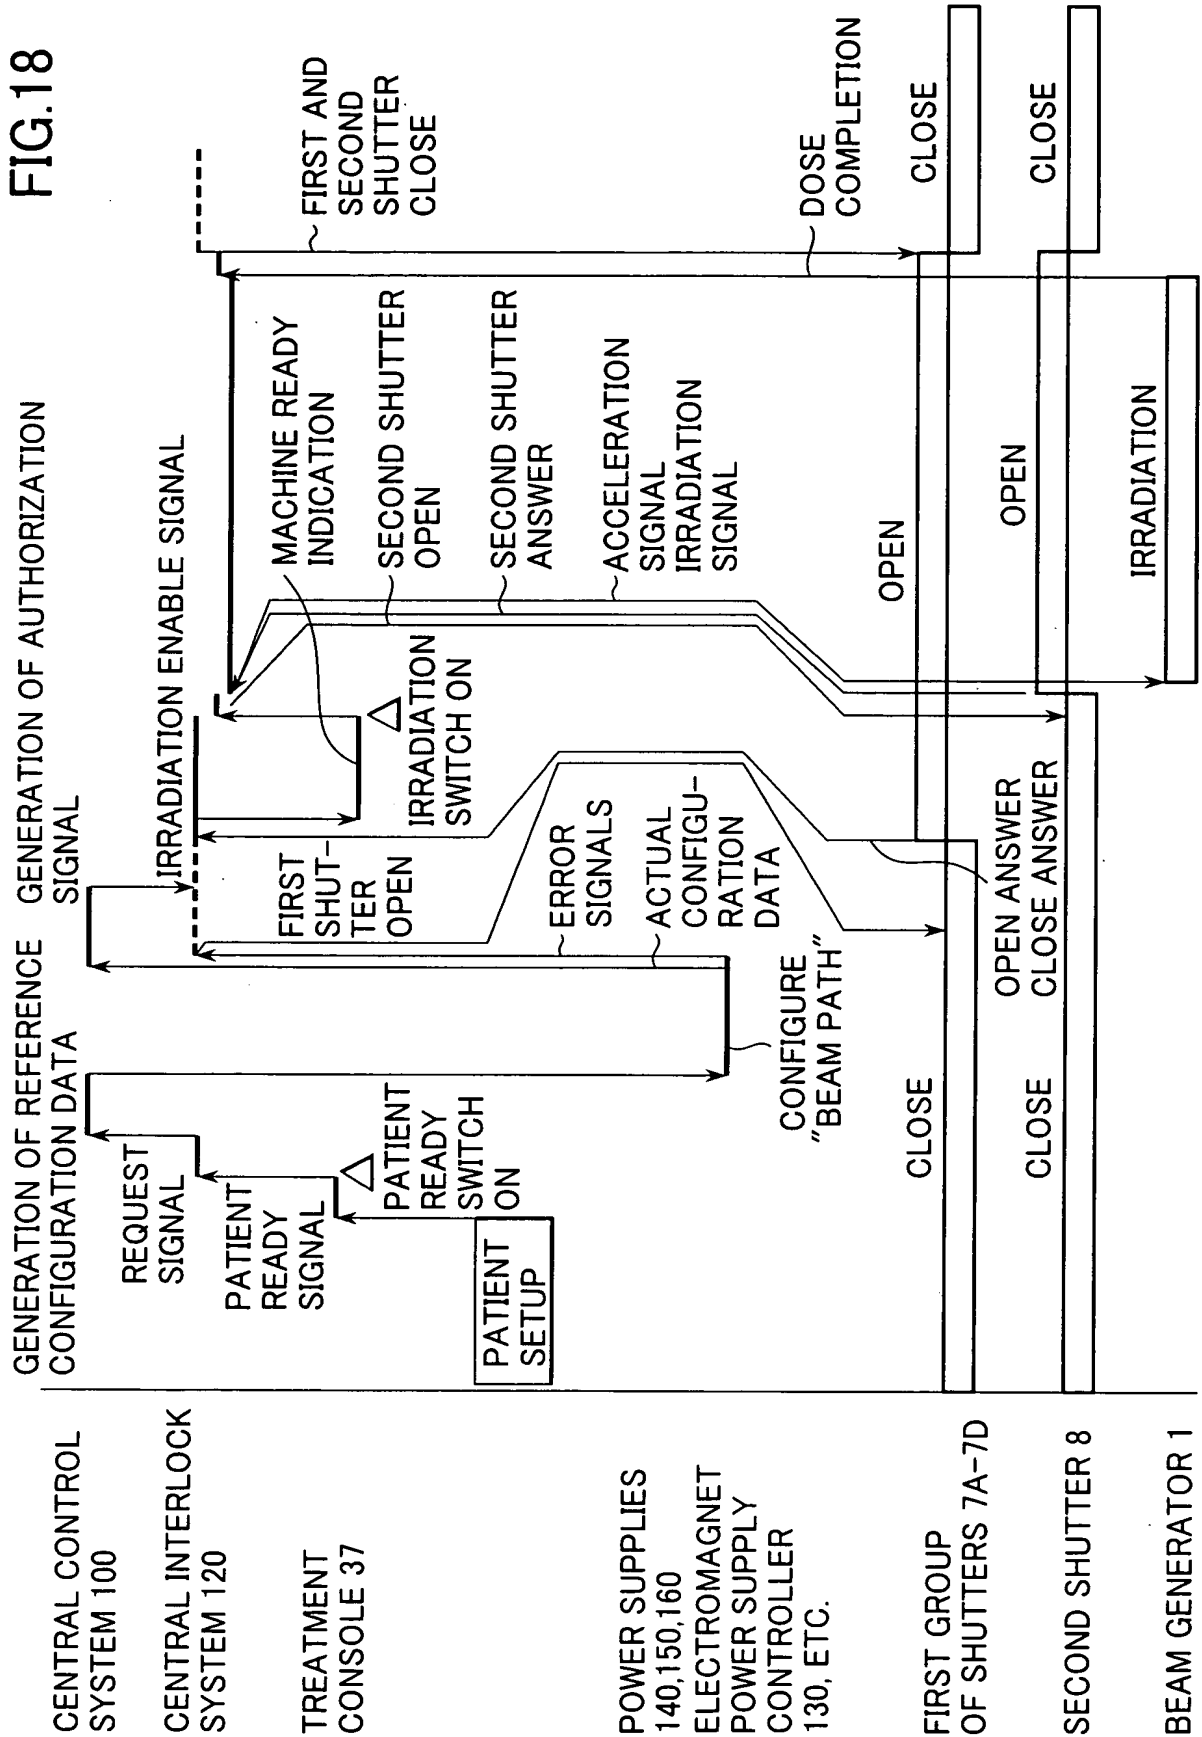 FIG.18
CENTRAL CONTROL
SYSTEM 100
CENTRAL INTERLOCK
SYSTEM 120
TREATMENT
CONSOLE 37
POWER SUPPLIES
140,150,160
ELECTROMAGNET
POWER SUPPLY
CONTROLLER
130, ETC.
FIRST GROUP
OF SHUTTERS 7A-7D
SECOND SHUTTER 8
BEAM GENERATOR 1
GENERATION OF REFERENCE
CONFIGURATION DATA
GENERATION OF AUTHORIZATION
SIGNAL
REQUEST
SIGNAL
IRRADIATION ENABLE SIGNAL
PATIENT
READY
SIGNAL
PATIENT
READY
SWITCH
ON
PATIENT
SETUP
FIRST
SHUT-
TER
OPEN
MACHINE READY
INDICATION
IRRADIATION
SWITCH ON
FIRST AND
SECOND
SHUTTER
CLOSE
SECOND SHUTTER
OPEN
SECOND SHUTTER
ANSWER
ERROR
SIGNALS
ACTUAL
CONFIGU-
RATION
DATA
ACCELERATION
SIGNAL
IRRADIATION
SIGNAL
CONFIGURE
"BEAM PATH"
DOSE
COMPLETION
CLOSE
OPEN
CLOSE
OPEN ANSWER
CLOSE ANSWER
CLOSE
OPEN
CLOSE
IRRADIATION